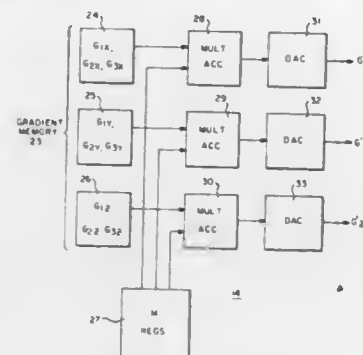 24
28
31
G1X,
G2X, G3X
MULT
ACC
DAC
G'
25
29
32
GRADIENT
MEMORY
23
G1Y,
G2Y, G3Y
MULT
ACC
DAC
G'
26
30
33
G1Z
G2Z G3Z
MULT
ACC
DAC
G'Z
27
M
REGS
14